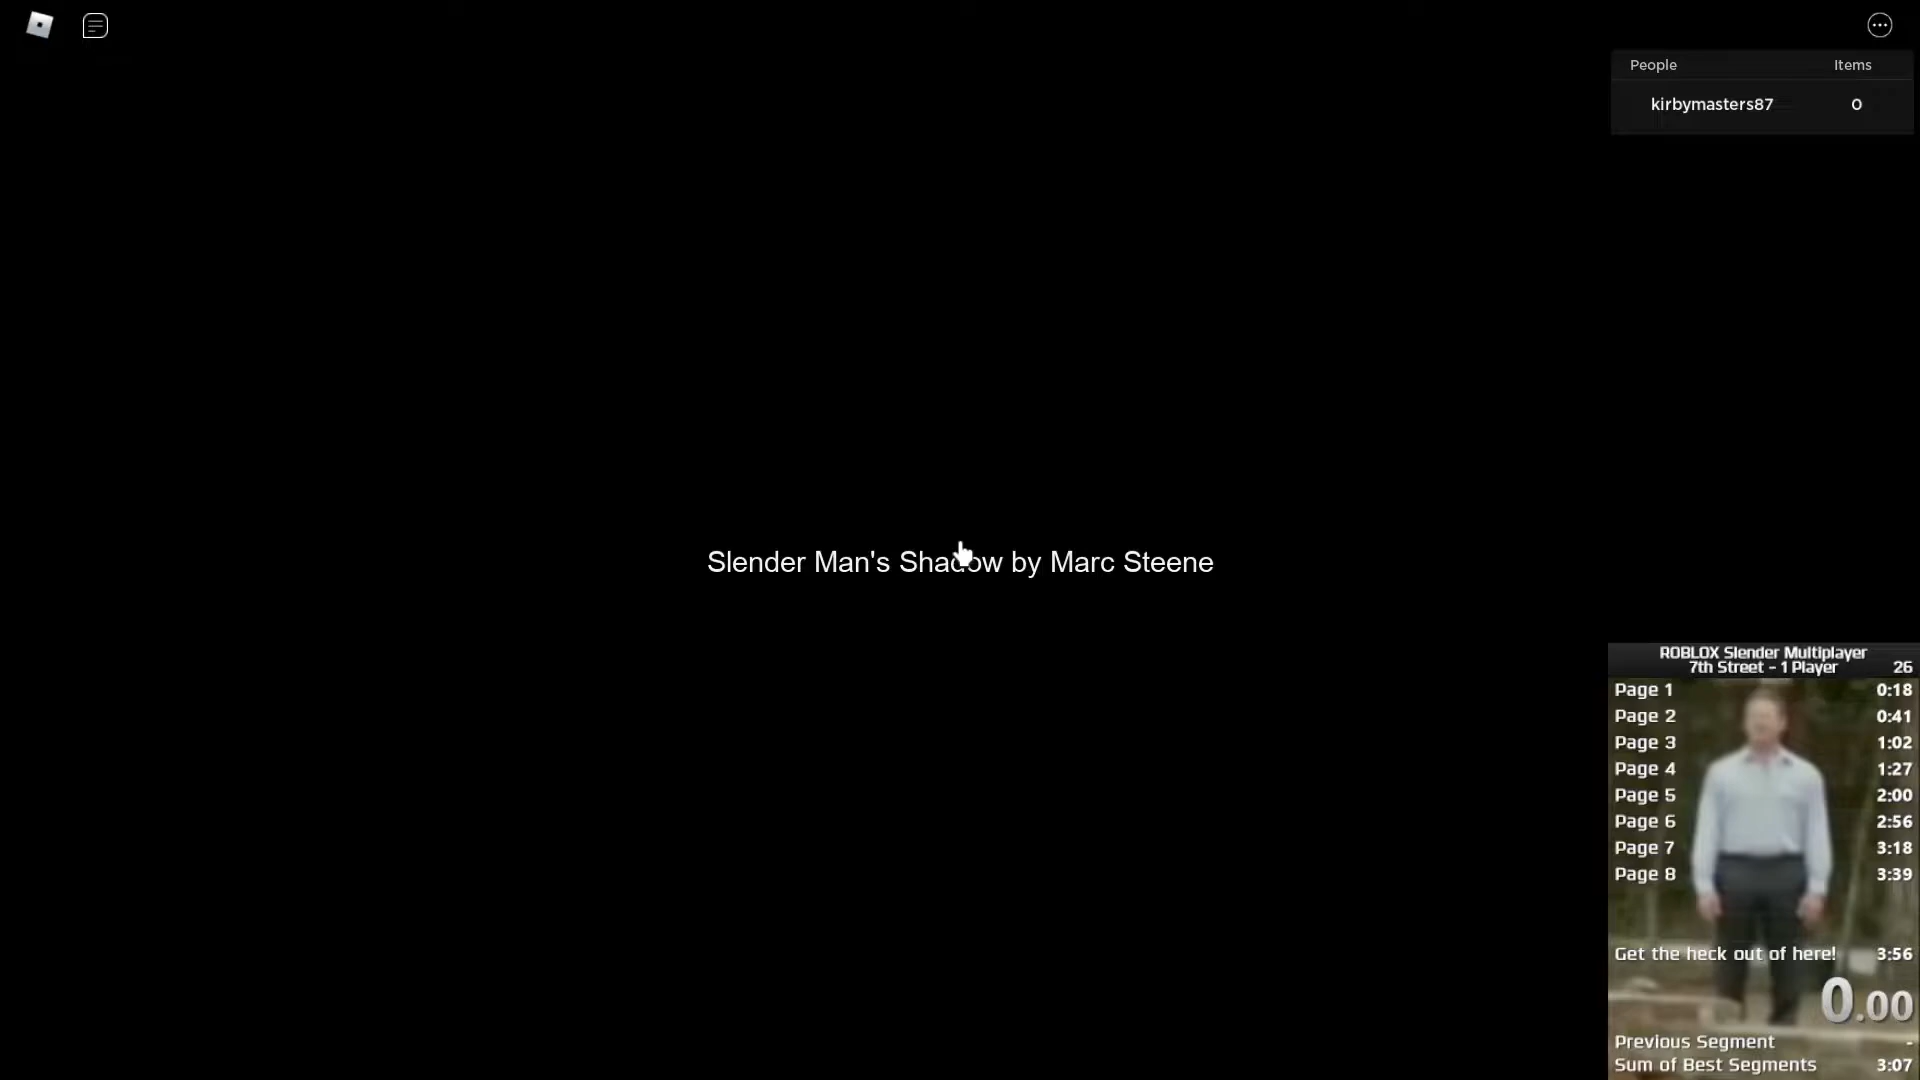 People Items
kirbymasters87 0
Slender Man's Shadow by Marc Steene
ROBLOX Slender Multiplayer
7th Street - 1 Player 26
Page 1 0:18
Page 2 0:41
Page 3 1:02
Page 4 1:27
Page 5 2:00
Page 6 2:56
Page 7 3:18
Page 8 3:39
Get the heck out of here! 3:56
0.00
Previous Segment -
Sum of Best Segments 3:07